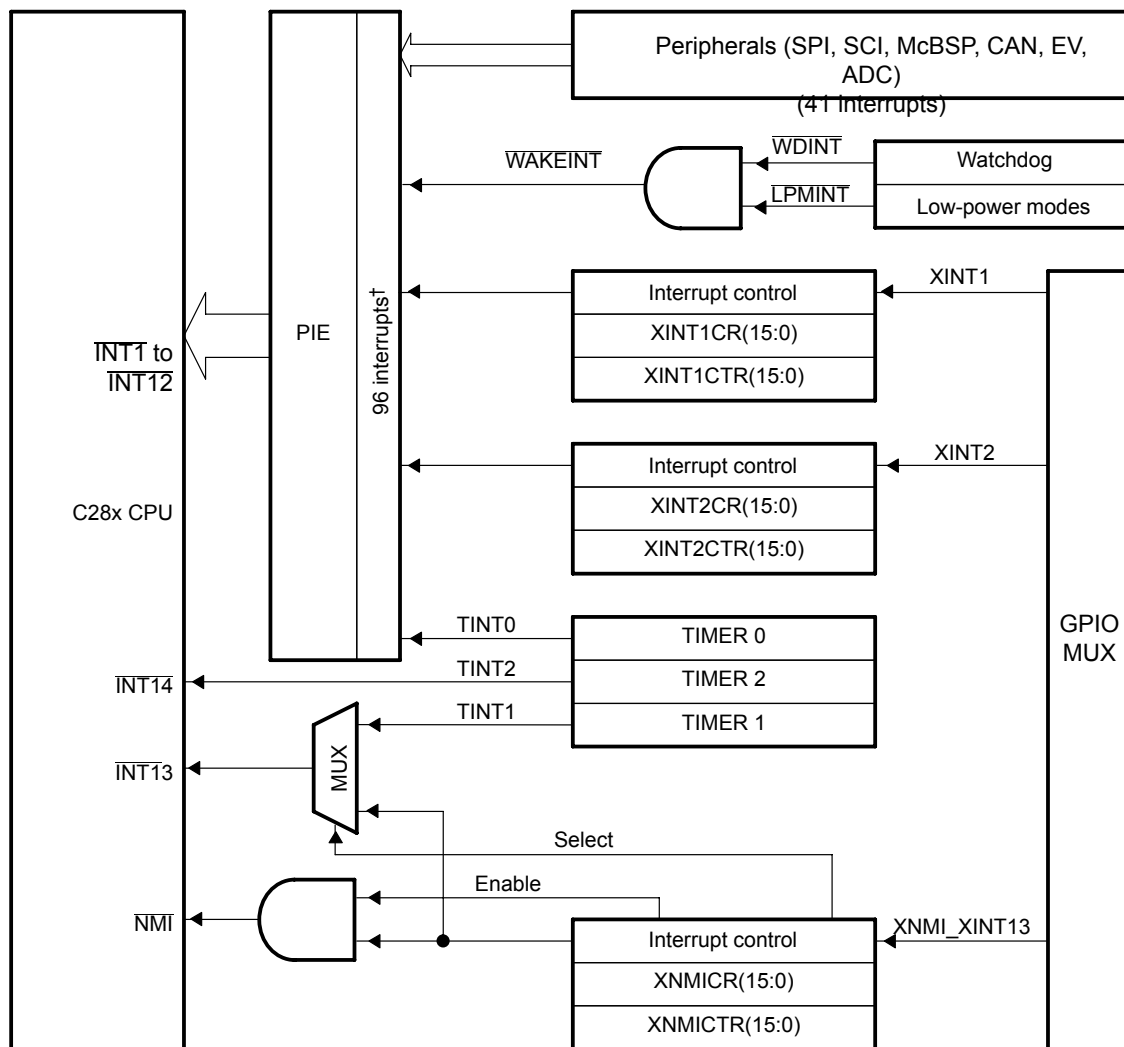 Peripherals (SPI, SCI, McBSP, CAN, EV,
ADC)
(41 Interrupts)
WDINT
WAKEINT
Watchdog
LPMINT
Low-power modes
XINT1
Interrupt control
PIE
96 interrupts†
XINT1CR(15:0)
INT1 to
INT12
XINT1CTR(15:0)
XINT2
Interrupt control
C28x CPU
XINT2CR(15:0)
XINT2CTR(15:0)
TINT0
TIMER 0
GPIO
MUX
INT14
TINT2
TIMER 2
TINT1
TIMER 1
INT13
MUX
Select
Enable
NMI
Interrupt control
XNMI_XINT13
XNMICR(15:0)
XNMICTR(15:0)